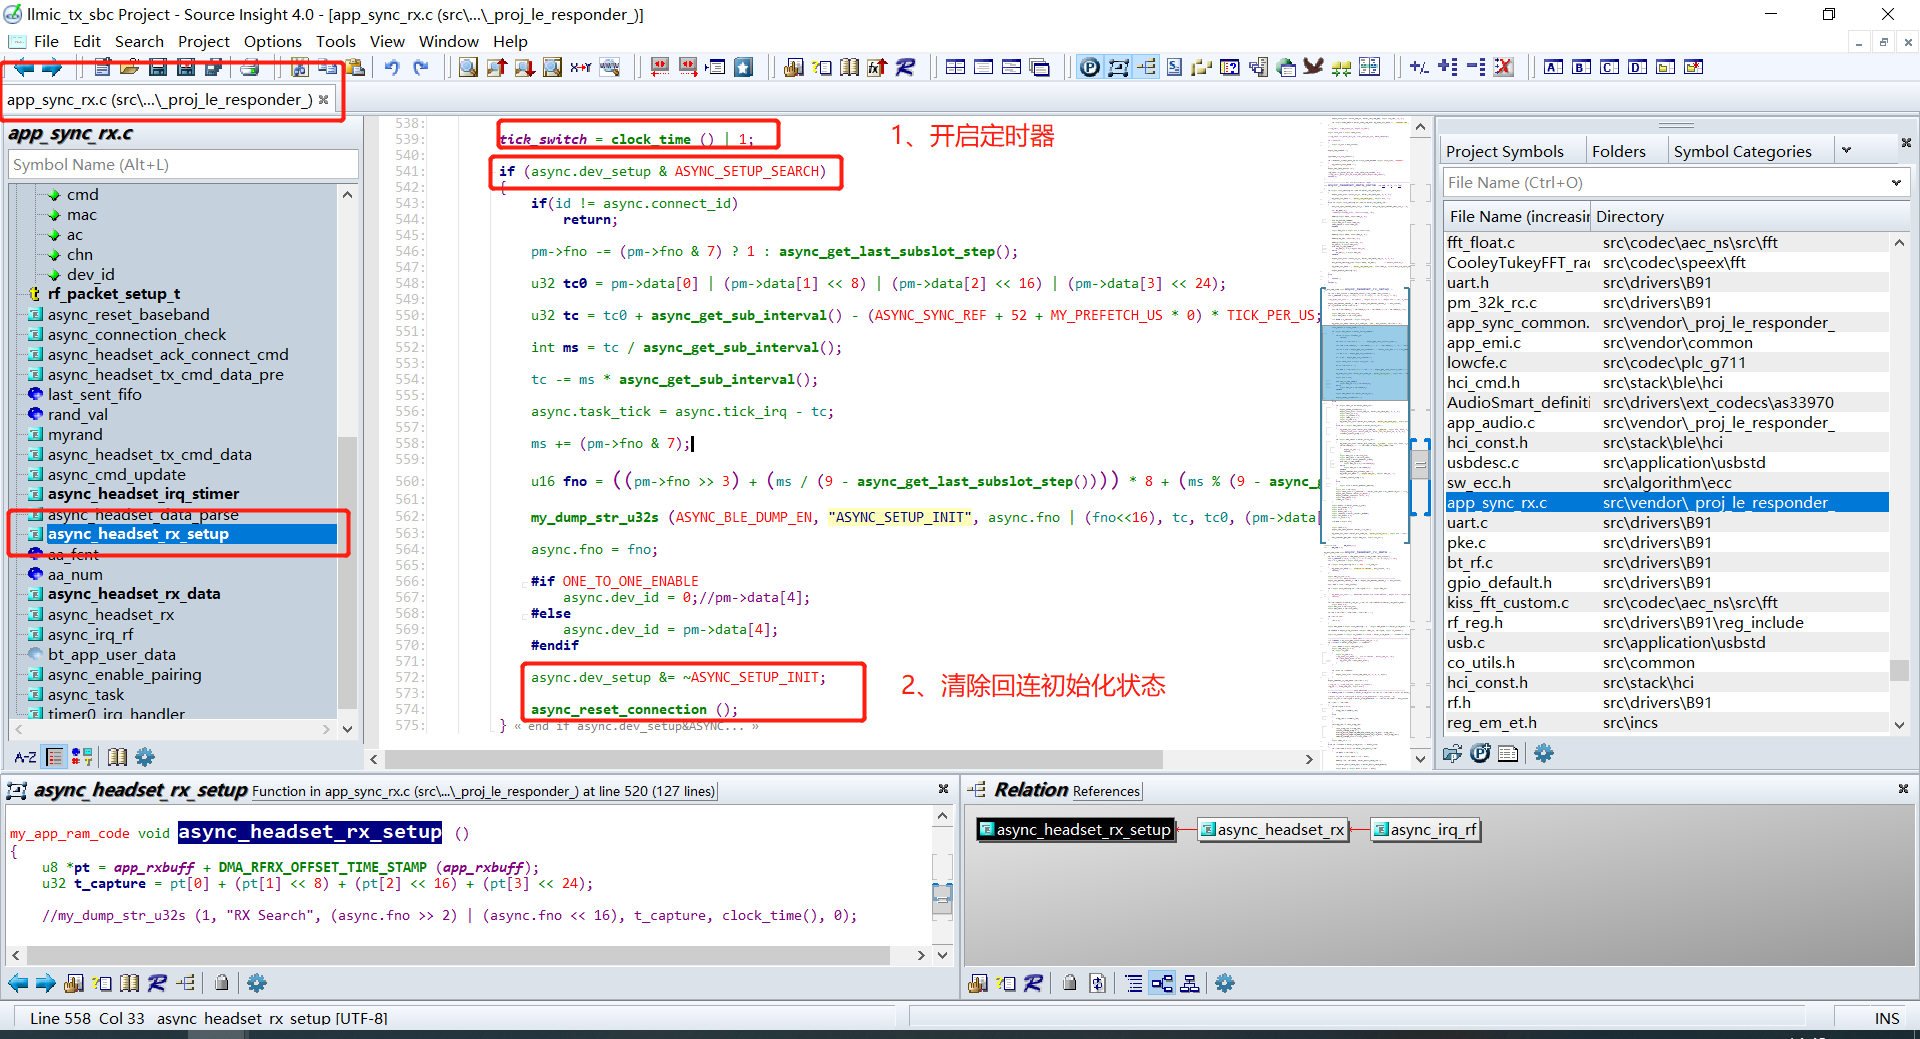 llmic_tx_sbc Project - Source Insight 4.0 - [app_sync_rx.c (src\...\_proj_le_responder_)]
File Edit Search Project Options Tools View Window Help
app_sync_rx.c (src\...\_proj_le_responder_)
app_sync_rx.c
Symbol Name (Alt+L)
cmd
mac
ac
chn
dev_id
rf_packet_setup_t
async_reset_baseband
async_connection_check
async_headset_ack_connect_cmd
async_headset_tx_cmd_data_pre
last_sent_fifo
rand_val
myrand
async_headset_tx_cmd_data
async_cmd_update
async_headset_irq_stimer
async_headset_data_parse
async_headset_rx_setup
aa_fcnt
aa_num
async_headset_rx_data
async_headset_rx
async_irq_rf
bt_app_user_data
async_enable_pairing
async_task
timer0_irq_handler
A-Z
538:
539: tick_switch = clock_time () | 1;
1、开启定时器
540:
541: if (async.dev_setup & ASYNC_SETUP_SEARCH)
542: {
543: if(id != async.connect_id)
544: return;
545:
546: pm->fno -= (pm->fno & 7) ? 1 : async_get_last_subslot_step();
547:
548: u32 tc0 = pm->data[0] | (pm->data[1] << 8) | (pm->data[2] << 16) | (pm->data[3] << 24);
549:
550: u32 tc = tc0 + async_get_sub_interval() - (ASYNC_SYNC_REF + 52 + MY_PREFETCH_US * 0) * TICK_PER_US;
551:
552: int ms = tc / async_get_sub_interval();
553:
554: tc -= ms * async_get_sub_interval();
555:
556: async.task_tick = async.tick_irq - tc;
557:
558: ms += (pm->fno & 7);
559:
560: u16 fno = ((pm->fno >> 3) + (ms / (9 - async_get_last_subslot_step()))) * 8 + (ms % (9 - async_g
561:
562: my_dump_str_u32s (ASYNC_BLE_DUMP_EN, "ASYNC_SETUP_INIT", async.fno | (fno<<16), tc, tc0, (pm->data[
563:
564: async.fno = fno;
565:
566: #if ONE_TO_ONE_ENABLE
567: async.dev_id = 0;//pm->data[4];
568: #else
569: async.dev_id = pm->data[4];
570: #endif
571:
572: async.dev_setup &= ~ASYNC_SETUP_INIT;
2、清除回连初始化状态
573:
574: async_reset_connection ();
575: } « end if async.dev_setup&ASYNC... »
Project Symbols Folders Symbol Categories
File Name (Ctrl+O)
File Name (increasin Directory
fft_float.c src\codec\aec_ns\src\fft
CooleyTukeyFFT_rac src\codec\speex\fft
uart.h src\drivers\B91
pm_32k_rc.c src\drivers\B91
app_sync_common. src\vendor\_proj_le_responder_
app_emi.c src\vendor\common
lowcfe.c src\codec\plc_g711
hci_cmd.h src\stack\ble\hci
AudioSmart_definiti src\drivers\ext_codecs\as33970
app_audio.c src\vendor\_proj_le_responder_
hci_const.h src\stack\ble\hci
usbdesc.c src\application\usbstd
sw_ecc.h src\algorithm\ecc
app_sync_rx.c src\vendor\_proj_le_responder_
uart.c src\drivers\B91
pke.c src\drivers\B91
bt_rf.c src\drivers\B91
gpio_default.h src\drivers\B91
kiss_fft_custom.c src\codec\aec_ns\src\fft
rf_reg.h src\drivers\B91\reg_include
usb.c src\application\usbstd
co_utils.h src\common
hci_const.h src\stack\hci
rf.h src\drivers\B91
reg_em_et.h src\incs
async_headset_rx_setup Function in app_sync_rx.c (src\...\_proj_le_responder_) at line 520 (127 lines)
my_app_ram_code void async_headset_rx_setup ()
{
u8 *pt = app_rxbuff + DMA_RFRX_OFFSET_TIME_STAMP (app_rxbuff);
u32 t_capture = pt[0] + (pt[1] << 8) + (pt[2] << 16) + (pt[3] << 24);
//my_dump_str_u32s (1, "RX Search", (async.fno >> 2) | (async.fno << 16), t_capture, clock_time(), 0);
Relation References
async_headset_rx_setup async_headset_rx async_irq_rf
Line 558 Col 33 async_headset_rx_setup [UTF-8]
INS